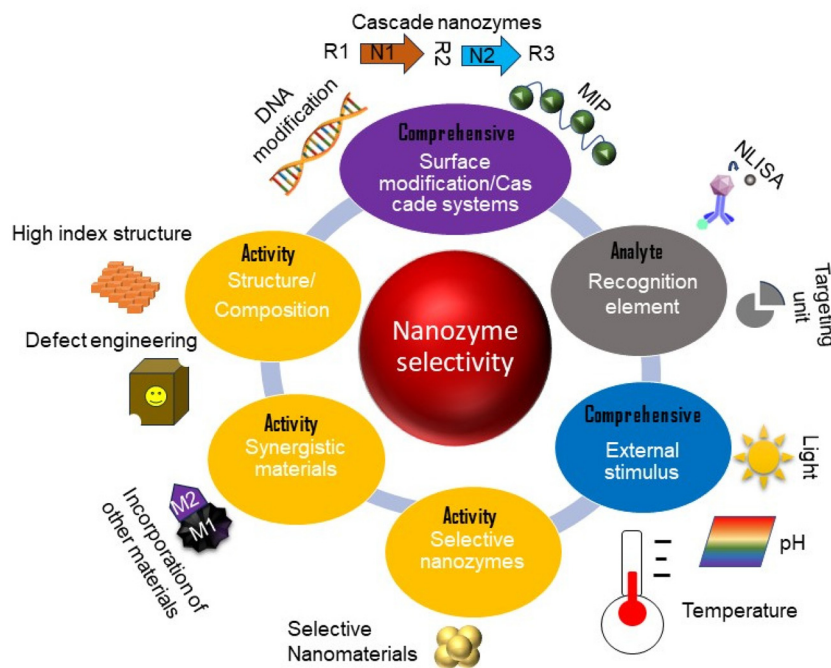 Cascade nanozymes
R1 N1 R2 N2 R3
DNA
modification
MIP
Comprehensive
Surface
modification/Cas
cade systems
NLISA
Analyte
Recognition
element
Targeting
unit
Comprehensive
External
stimulus
Light
pH
Temperature
Activity
Selective
nanozymes
Selective
Nanomaterials
Activity
Synergistic
materials
M2
M1
Incorporation of
other materials
Activity
Structure/
Composition
High index structure
Defect engineering
Nanozyme
selectivity